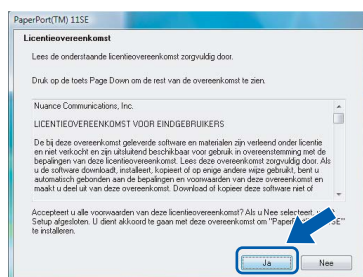 PaperPort(TM) 11SE
Licentieovereenkomst
Lees de onderstaande licentieovereenkomst zorgvuldig door.
Druk op de toets Page Down om de rest van de overeenkomst te zien.
Nuance Communications, Inc.
LICENTIEOVEREENKOMST VOOR EINDGEBRUIKERS
De bij deze overeenkomst geleverde software en materialen zijn verleend onder licentie
en niet verkocht en zijn uitsluitend beschikbaar voor gebruik in overeenstemming met de
bepalingen van deze licentieovereenkomst. Lees deze overeenkomst zorgvuldig door. Als
u de software downloadt, installeert, kopieert of op enige andere wijze gebruikt, bent u
automatisch gebonden aan de bepalingen en voorwaarden van deze overeenkomst en
maakt u deel uit van deze overeenkomst. Download of kopieer deze software niet of
Accepteert u alle voorwaarden van deze licentieovereenkomst? Als u Nee selecteert,
Setup afgesloten. U dient akkoord te gaan met deze overeenkomst om "PaperP SE"
te installeren.
Ja Nee